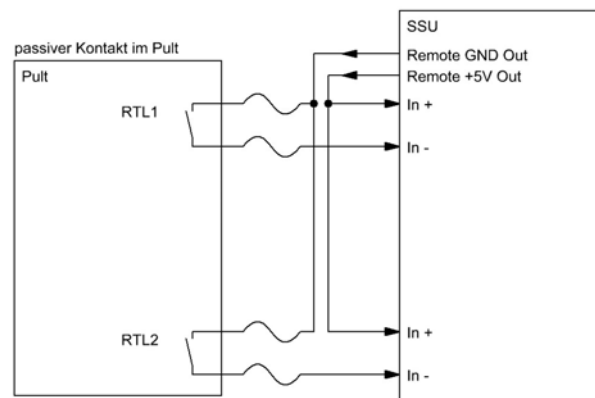 SSU
Remote GND Out
passiver Kontakt im Pult
Remote +5V Out
Pult
RTL1
In +
In -
RTL2
In +
In -